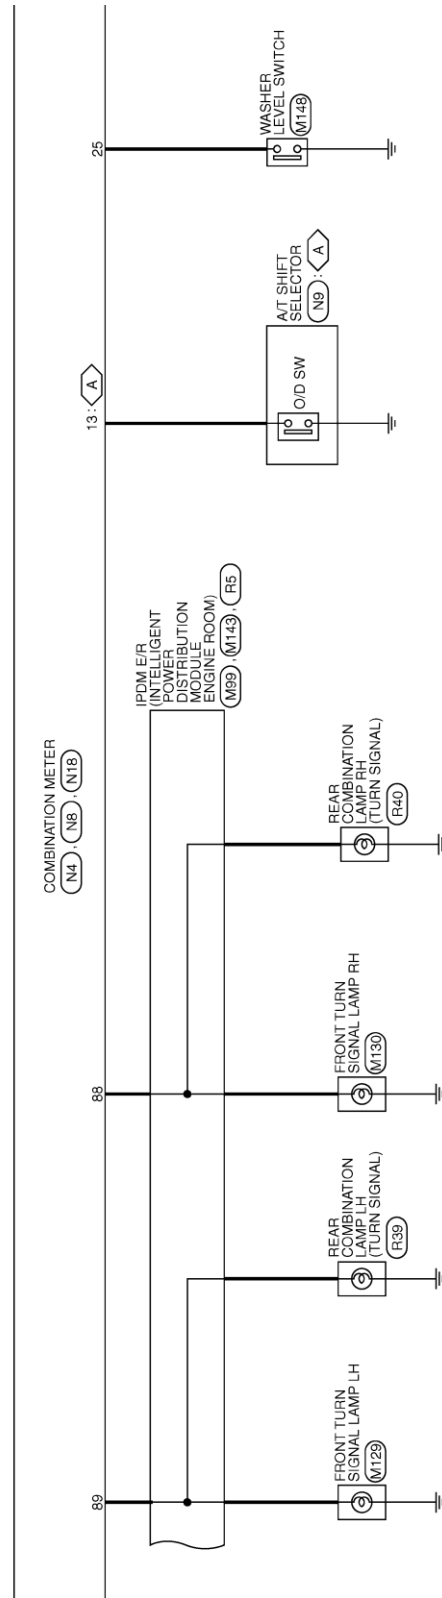 COMBINATION METER
N4 , N8 , N18
89
88
13 : A
25
IPDM E/R
(INTELLIGENT
POWER
DISTRIBUTION
MODULE
ENGINE ROOM)
M99 , M143 , R5
A/T SHIFT
SELECTOR
N9 : A
O/D SW
WASHER
LEVEL SWITCH
M148
FRONT TURN
SIGNAL LAMP LH
M129
REAR
COMBINATION
LAMP LH
(TURN SIGNAL)
R39
FRONT TURN
SIGNAL LAMP RH
M130
REAR
COMBINATION
LAMP RH
(TURN SIGNAL)
R40